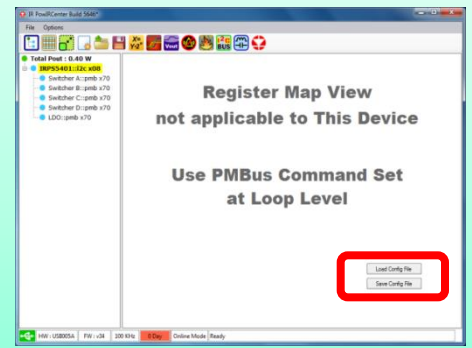 IR PowIRCenter Build 5646*
File Options
Total Pout : 0.40 W
IRPS5401::I2c x08
Switcher A::pmb x70
Switcher B::pmb x70
Switcher C::pmb x70
Switcher D::pmb x70
LDO::pmb x70
Register Map View
not applicable to This Device
Use PMBus Command Set
at Loop Level
Load Config File
Save Config File
HW : USB005A FW : v34 100 KHz 0 Day Online Mode Ready